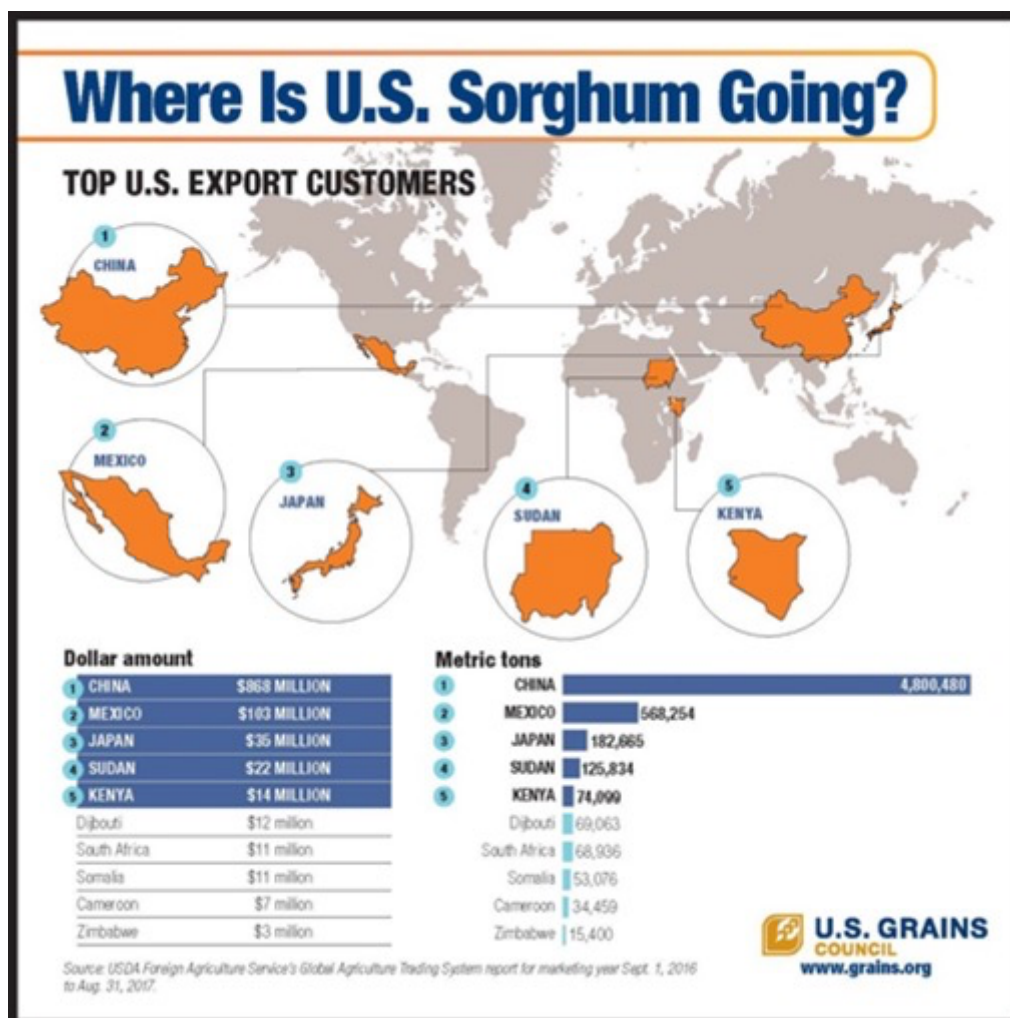 Where Is U.S. Sorghum Going?
TOP U.S. EXPORT CUSTOMERS
1
CHINA
2
MEXICO
3
JAPAN
4
SUDAN
5
KENYA
Dollar amount
1 CHINA $868 MILLION
2 MEXICO $103 MILLION
3 JAPAN $35 MILLION
4 SUDAN $22 MILLION
5 KENYA $14 MILLION
Djibouti $12 million
South Africa $11 million
Somalia $11 million
Cameroon $7 million
Zimbabwe $3 million
Metric tons
1 CHINA 4,800,480
2 MEXICO 568,254
3 JAPAN 182,665
4 SUDAN 125,834
5 KENYA 74,099
Djibouti 69,063
South Africa 68,936
Somalia 53,076
Cameroon 34,459
Zimbabwe 15,400
Source: USDA Foreign Agriculture Service's Global Agriculture Trading System report for marketing year Sept. 1, 2016
to Aug. 31, 2017.
U.S. GRAINS
COUNCIL
www.grains.org